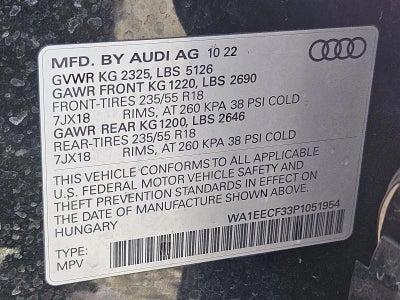 MFD. BY AUDI AG 10 22
GVWR KG 2325, LBS 5126
GAWR FRONT KG 1220, LBS 2690
FRONT-TIRES 235/55 R18
7JX18 RIMS, AT 260 KPA 38 PSI COLD
GAWR REAR KG 1200, LBS 2646
REAR-TIRES 235/55 R18
7JX18 RIMS, AT 260 KPA 38 PSI COLD
THIS VEHICLE CONFORMS TO ALL APPLICABLE
U.S. FEDERAL MOTOR VEHICLE SAFETY AND
THEFT PREVENTION STANDARDS IN EFFECT ON
THE DATE OF MANUFACTURE SHOWN ABOVE.
HUNGARY
WA1EECF33P1051954
TYPE:
MPV